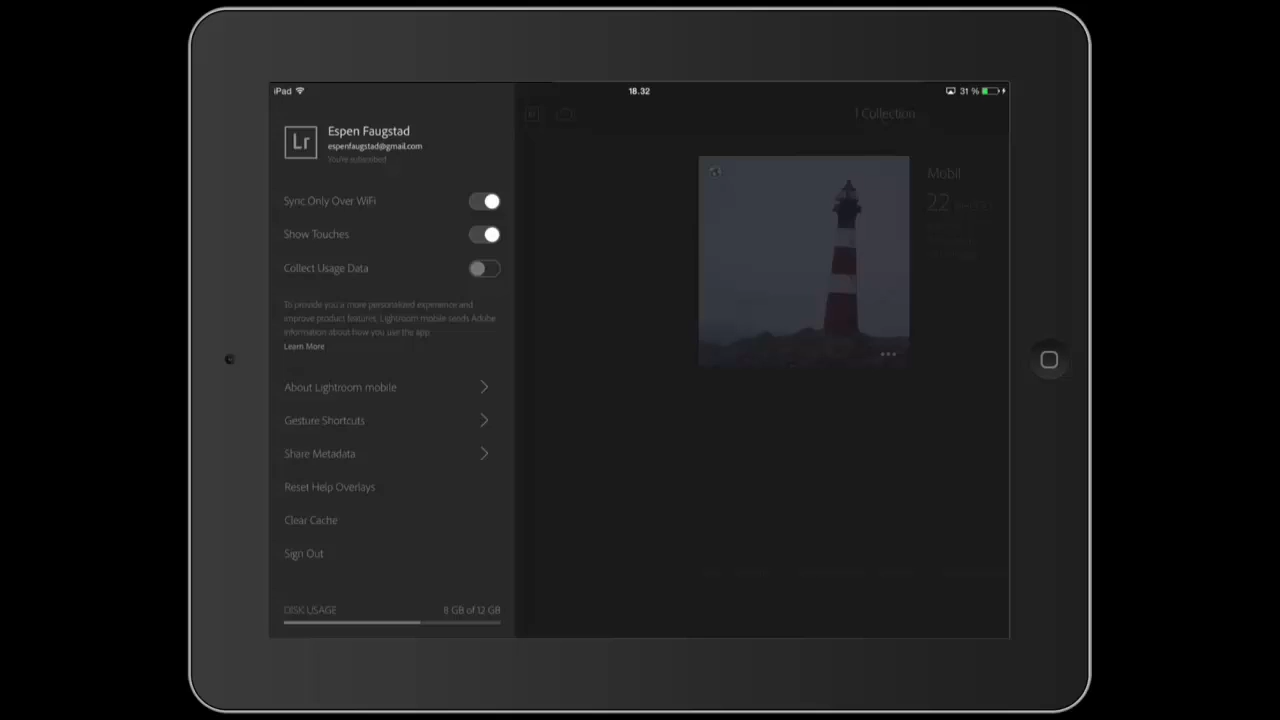 iPad
18.32
31 %
Lr
Espen Faugstad
espenfaugstad@gmail.com
You're subscribed
Sync Only Over WiFi
Show Touches
Collect Usage Data
To provide you a more personalized experience and
improve product features, Lightroom mobile sends Adobe
information about how you use the app.
Learn More
About Lightroom mobile
Gesture Shortcuts
Share Metadata
Reset Help Overlays
Clear Cache
Sign Out
DISK USAGE
8 GB of 12 GB
1 Collection
Mobil
22